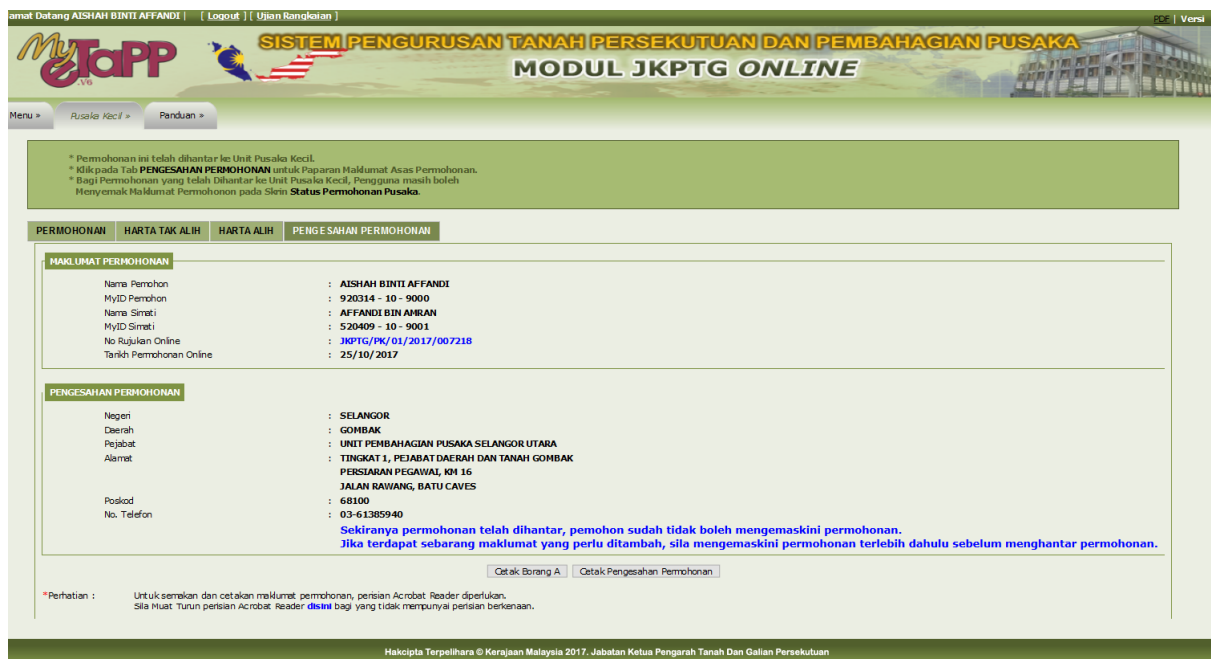 amat Datang AISHAH BINTI AFFANDI | [ Logout ] [ Ujian Rangkaian ]
PDF | Versi
MyTaPP
.V6
SISTEM PENGURUSAN TANAH PERSEKUTUAN DAN PEMBAHAGIAN PUSAKA
MODUL JKPTG ONLINE
Menu »
Pusaka Kecil »
Panduan »
* Permohonan ini telah dihantar ke Unit Pusaka Kecil.
* Klik pada Tab PENGESAHAN PERMOHONAN untuk Paparan Maklumat Asas Permohonan.
* Bagi Permohonan yang telah Dihantar ke Unit Pusaka Kecil, Pengguna masih boleh
Menyemak Maklumat Permohonon pada Skrin Status Permohonan Pusaka.
PERMOHONAN
HARTA TAK ALIH
HARTA ALIH
PENGESAHAN PERMOHONAN
MAKLUMAT PERMOHONAN
Nama Pemohon : AISHAH BINTI AFFANDI
MyID Pemohon : 920314 - 10 - 9000
Nama Simati : AFFANDI BIN AMRAN
MyID Simati : 520409 - 10 - 9001
No Rujukan Online : JKPTG/PK/01/2017/007218
Tarikh Permohonan Online : 25/10/2017
PENGESAHAN PERMOHONAN
Negeri : SELANGOR
Daerah : GOMBAK
Pejabat : UNIT PEMBAHAGIAN PUSAKA SELANGOR UTARA
Alamat : TINGKAT 1, PEJABAT DAERAH DAN TANAH GOMBAK
PERSIARAN PEGAWAI, KM 16
JALAN RAWANG, BATU CAVES
Poskod : 68100
No. Telefon : 03-61385940
Sekiranya permohonan telah dihantar, pemohon sudah tidak boleh mengemaskini permohonan.
Jika terdapat sebarang maklumat yang perlu ditambah, sila mengemaskini permohonan terlebih dahulu sebelum menghantar permohonan.
Cetak Borang A
Cetak Pengesahan Permohonan
*Perhatian : Untuk semakan dan cetakan maklumat permohonan, perisian Acrobat Reader diperlukan.
Sila Muat Turun perisian Acrobat Reader disini bagi yang tidak mempunyai perisian berkenaan.
Hakcipta Terpelihara © Kerajaan Malaysia 2017. Jabatan Ketua Pengarah Tanah Dan Galian Persekutuan